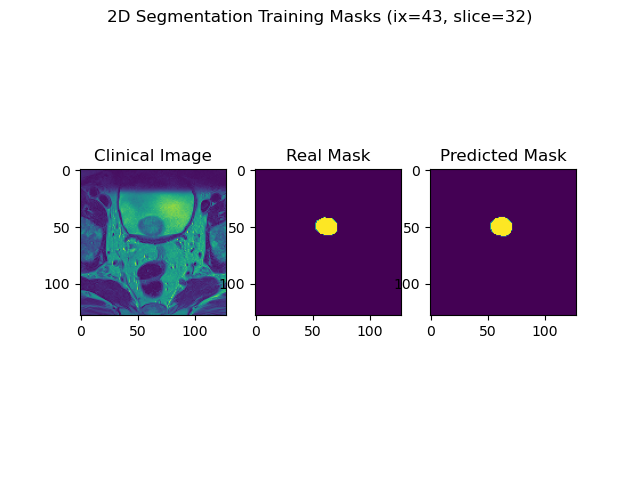 2D Segmentation Training Masks (ix=43, slice=32)
Clinical Image Real Mask Predicted Mask
0 0 0
50 50 50
100 100 100
0 50 100 0 50 100 0 50 100